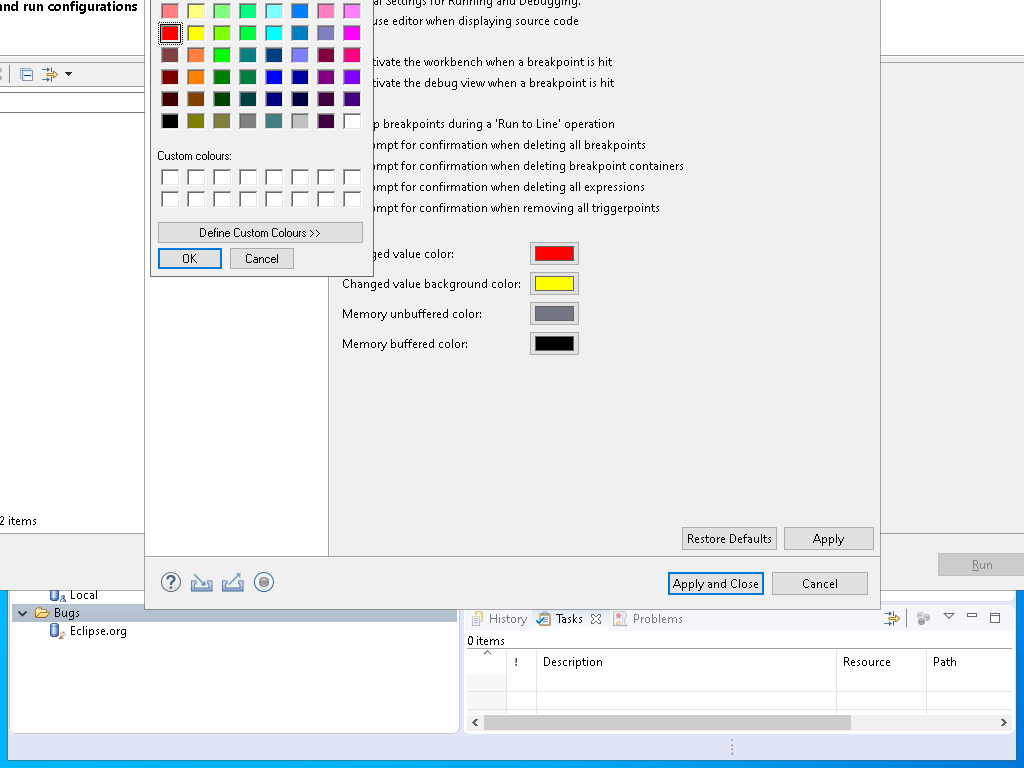 and run configurations
al Settings for Running and Debugging.
use editor when displaying source code
tivate the workbench when a breakpoint is hit
tivate the debug view when a breakpoint is hit
p breakpoints during a 'Run to Line' operation
ompt for confirmation when deleting all breakpoints
Custom colours:
ompt for confirmation when deleting breakpoint containers
ompt for confirmation when deleting all expressions
ompt for confirmation when removing all triggerpoints
Define Custom Colours >>
OK Cancel
ged value color:
Changed value background color:
Memory unbuffered color:
Memory buffered color:
2 items
Restore Defaults Apply
Run
Apply and Close Cancel
Local
Bugs
Eclipse.org
History Tasks Problems
0 items
! Description Resource Path